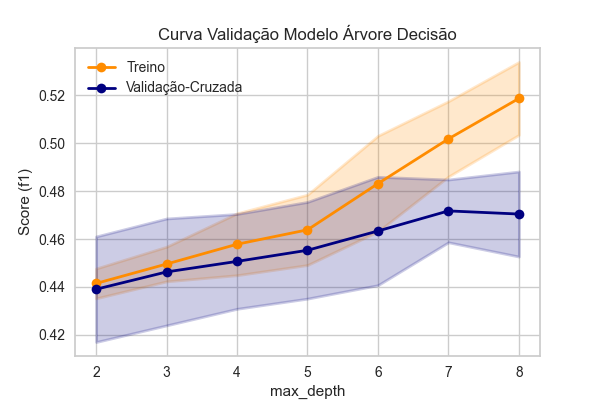 Curva Validação Modelo Árvore Decisão
Treino
Validação-Cruzada
Score (f1)
0.52
0.50
0.48
0.46
0.44
0.42
2 3 4 5 6 7 8
max_depth